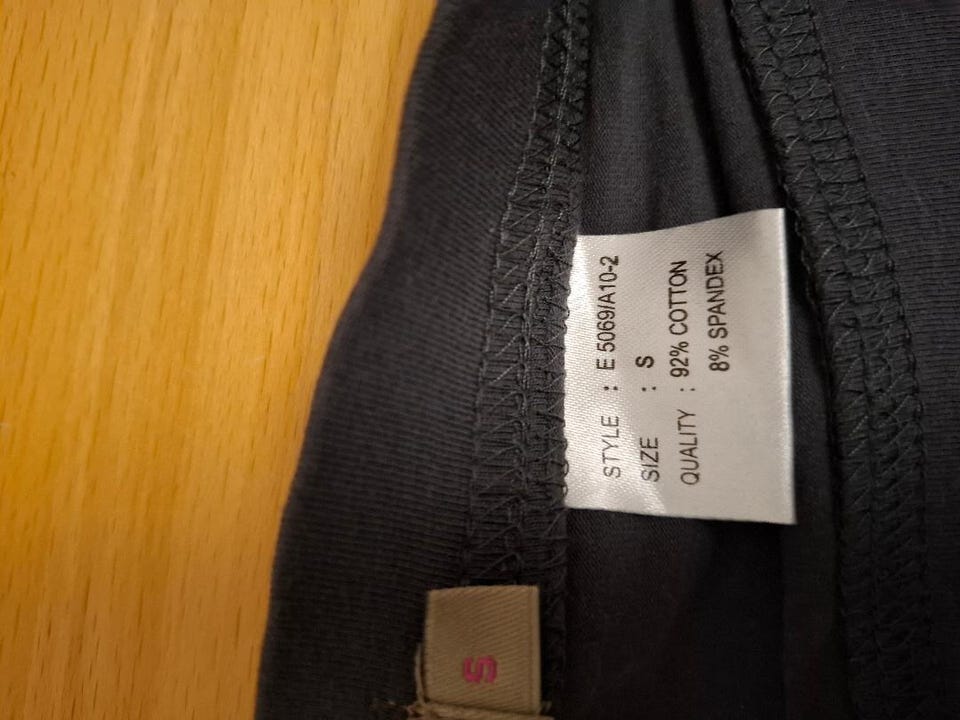 STYLE : E 5069/A10-2
SIZE : S
QUALITY : 92% COTTON
8% SPANDEX
S